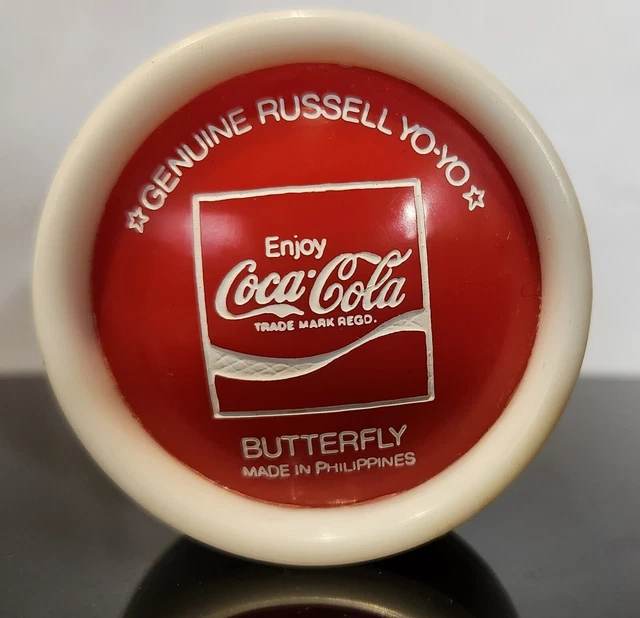 ☆GENUINE RUSSELL YO-YO☆
Enjoy
Coca-Cola
TRADE MARK REGD.
BUTTERFLY
MADE IN PHILIPPINES